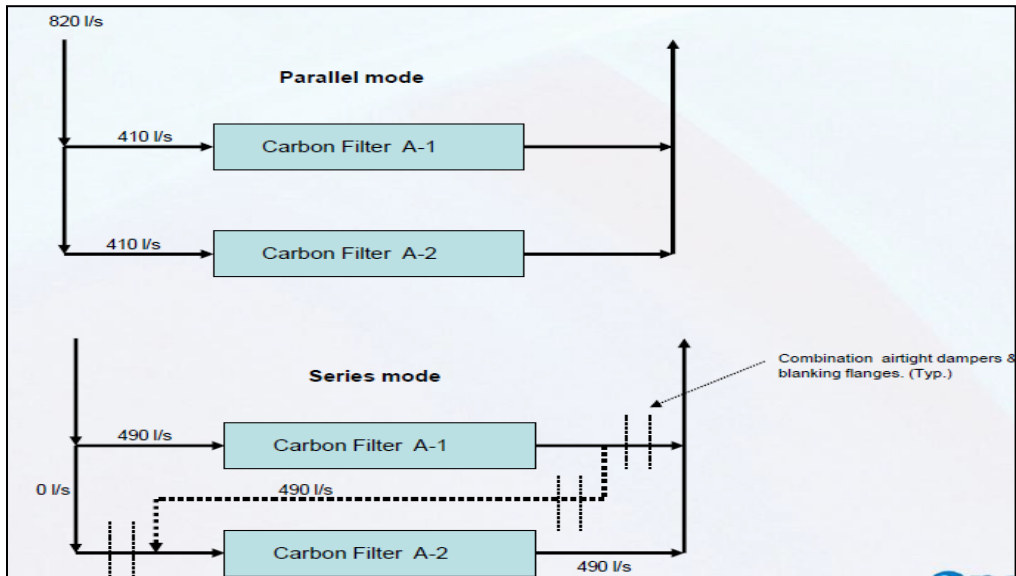 820 l/s
Parallel mode
410 l/s
Carbon Filter A-1
410 l/s
Carbon Filter A-2
Combination airtight dampers &
blanking flanges. (Typ.)
Series mode
490 l/s
Carbon Filter A-1
0 l/s
490 l/s
Carbon Filter A-2
490 l/s